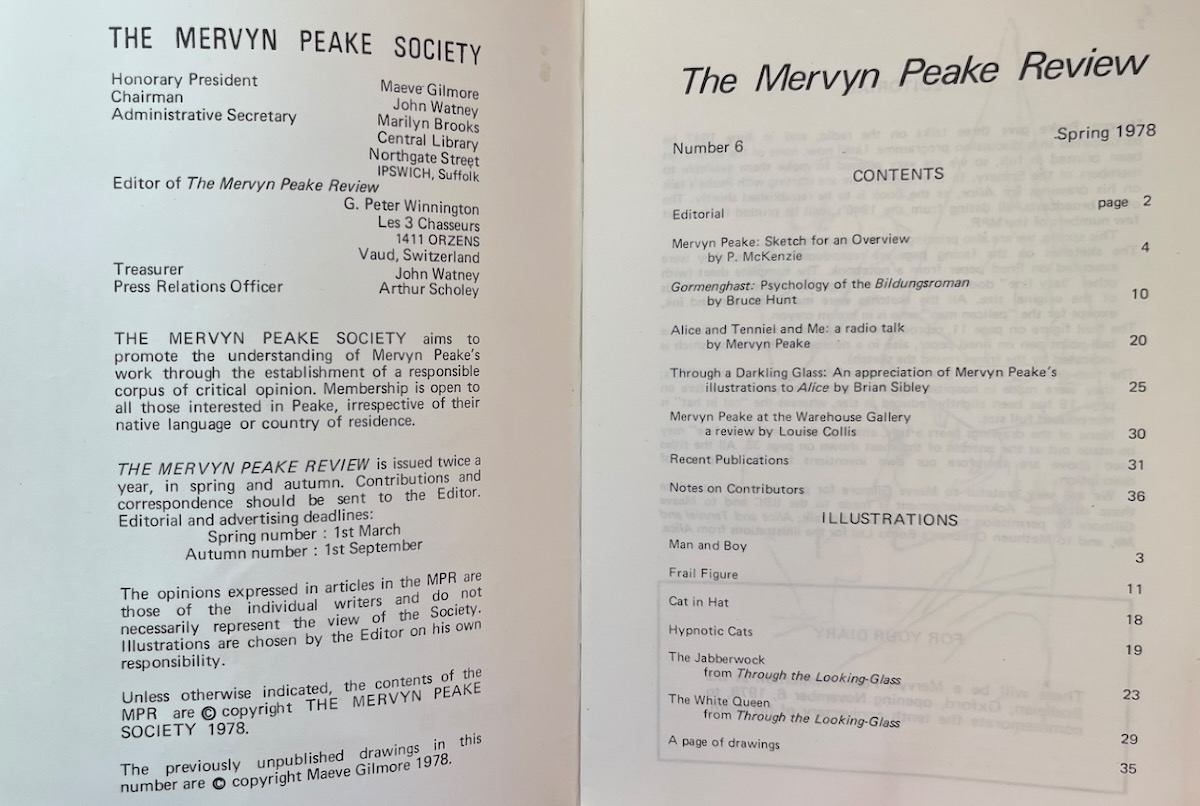 THE MERVYN PEAKE SOCIETY
Honorary President Maeve Gilmore
Chairman John Watney
Administrative Secretary Marilyn Brooks
Central Library
Northgate Street
IPSWICH, Suffolk
Editor of The Mervyn Peake Review
G. Peter Winnington
Les 3 Chasseurs
1411 ORZENS
Vaud, Switzerland
Treasurer John Watney
Press Relations Officer Arthur Scholey
THE MERVYN PEAKE SOCIETY aims to
promote the understanding of Mervyn Peake's
work through the establishment of a responsible
corpus of critical opinion. Membership is open to
all those interested in Peake, irrespective of their
native language or country of residence.
THE MERVYN PEAKE REVIEW is issued twice a
year, in spring and autumn. Contributions and
correspondence should be sent to the Editor.
Editorial and advertising deadlines:
Spring number : 1st March
Autumn number : 1st September
The opinions expressed in articles in the MPR are
those of the individual writers and do not
necessarily represent the view of the Society.
Illustrations are chosen by the Editor on his own
responsibility.
Unless otherwise indicated, the contents of the
MPR are © copyright THE MERVYN PEAKE
SOCIETY 1978.
The previously unpublished drawings in this
number are © copyright Maeve Gilmore 1978.
The Mervyn Peake Review
Number 6 Spring 1978
CONTENTS
Editorial page 2
Mervyn Peake: Sketch for an Overview
by P. McKenzie 4
Gormenghast: Psychology of the Bildungsroman
by Bruce Hunt 10
Alice and Tenniel and Me: a radio talk
by Mervyn Peake 20
Through a Darkling Glass: An appreciation of Mervyn Peake's
illustrations to Alice by Brian Sibley 25
Mervyn Peake at the Warehouse Gallery
a review by Louise Collis 30
Recent Publications 31
Notes on Contributors 36
ILLUSTRATIONS
Man and Boy 3
Frail Figure 11
Cat in Hat 18
Hypnotic Cats 19
The Jabberwock
from Through the Looking-Glass 23
The White Queen
from Through the Looking-Glass 29
A page of drawings 35